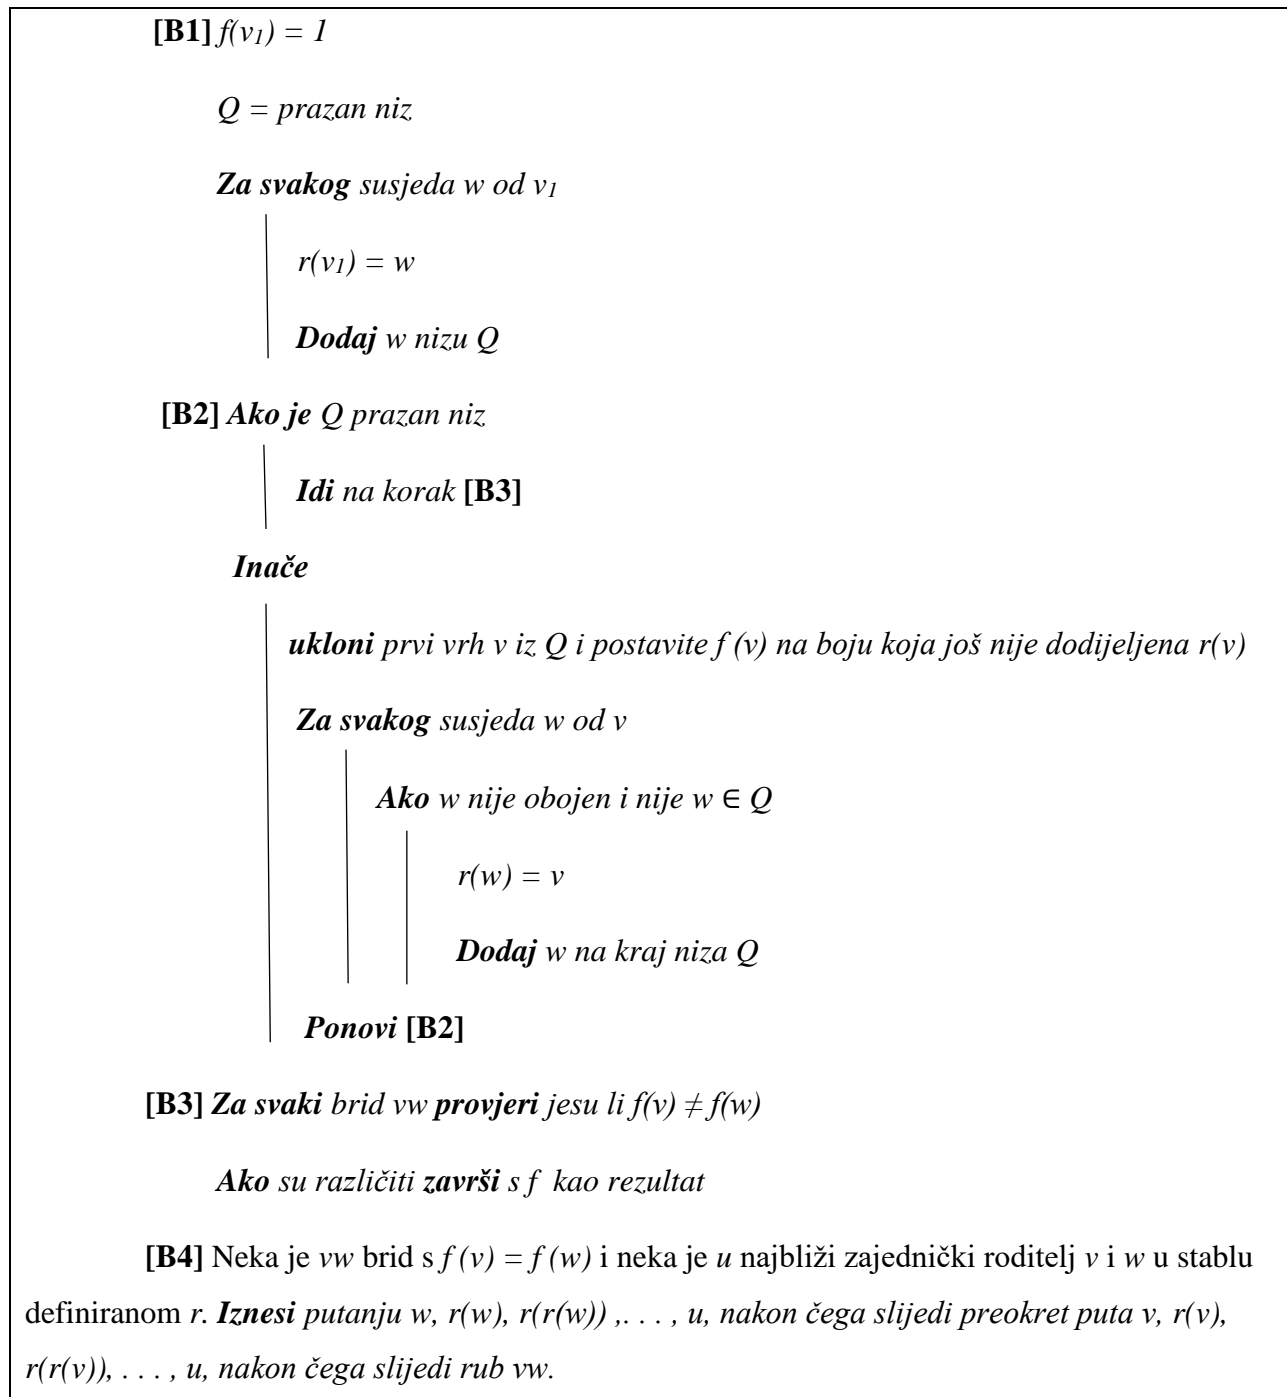 [B1] f(v₁) = 1
Q = prazan niz
Za svakog susjeda w od v₁
r(v₁) = w
Dodaj w nizu Q
[B2] Ako je Q prazan niz
Idi na korak [B3]
Inače
ukloni prvi vrh v iz Q i postavite f (v) na boju koja još nije dodijeljena r(v)
Za svakog susjeda w od v
Ako w nije obojen i nije w ∈ Q
r(w) = v
Dodaj w na kraj niza Q
Ponovi [B2]
[B3] Za svaki brid vw provjeri jesu li f(v) ≠ f(w)
Ako su različiti završi s f kao rezultat
[B4] Neka je vw brid s f (v) = f (w) i neka je u najbliži zajednički roditelj v i w u stablu
definiranom r. Iznesi putanju w, r(w), r(r(w)) ,. . . , u, nakon čega slijedi preokret puta v, r(v),
r(r(v)), . . . , u, nakon čega slijedi rub vw.